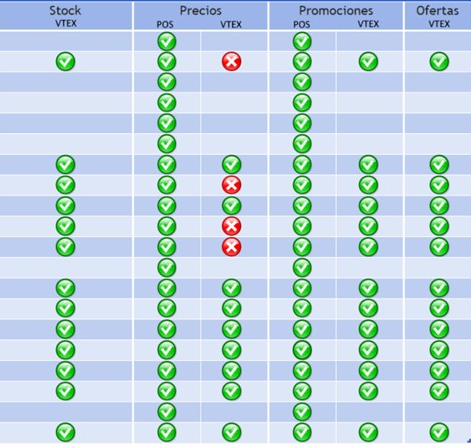 Stock Precios Promociones Ofertas
VTEX POS VTEX POS VTEX VTEX